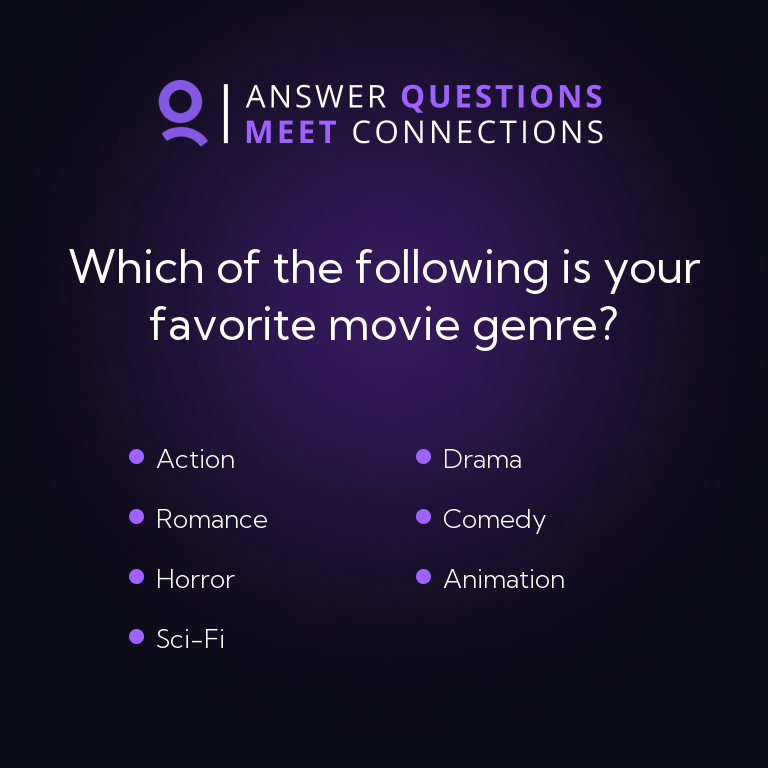 ANSWER QUESTIONS
MEET CONNECTIONS
Which of the following is your
favorite movie genre?
Action
Romance
Horror
Sci-Fi
Drama
Comedy
Animation